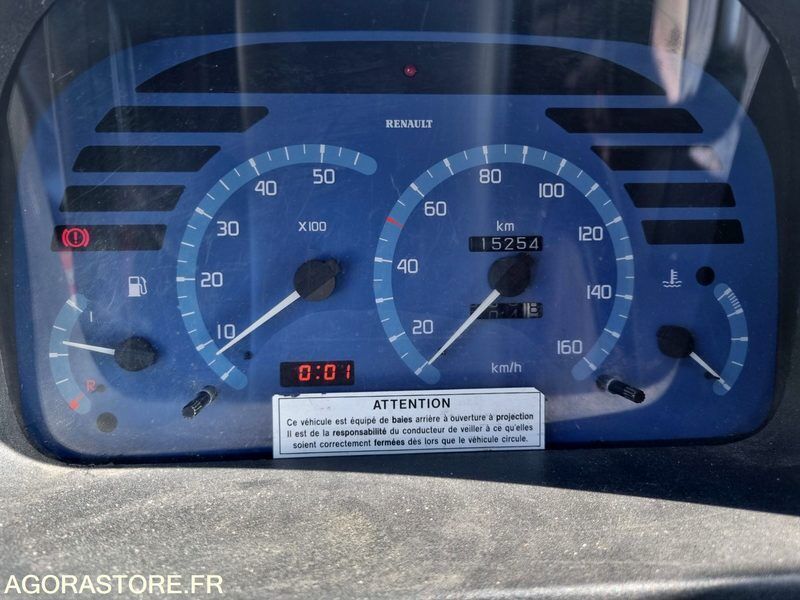 RENAULT
10
20
30
40
50
X100
20
40
60
80
100
120
140
160
km
15254
km/h
R
1
0:01
ATTENTION
Ce véhicule est équipé de baies arrière à ouverture à projection
Il est de la responsabilité du conducteur de veiller à ce qu'elles
soient correctement fermées dès lors que le véhicule circule.
AGORASTORE.FR